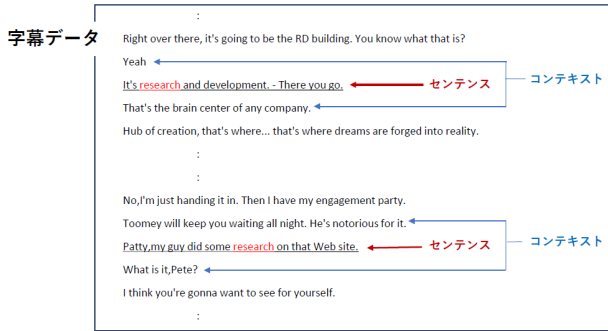 :
字幕データ
Right over there, it's going to be the RD building. You know what that is?
Yeah
It's research and development. - There you go.
センテンス
コンテキスト
That's the brain center of any company.
Hub of creation, that's where... that's where dreams are forged into reality.
:
:
No,I'm just handing it in. Then I have my engagement party.
Toomey will keep you waiting all night. He's notorious for it.
Patty,my guy did some research on that Web site.
センテンス
コンテキスト
What is it,Pete?
I think you're gonna want to see for yourself.
: